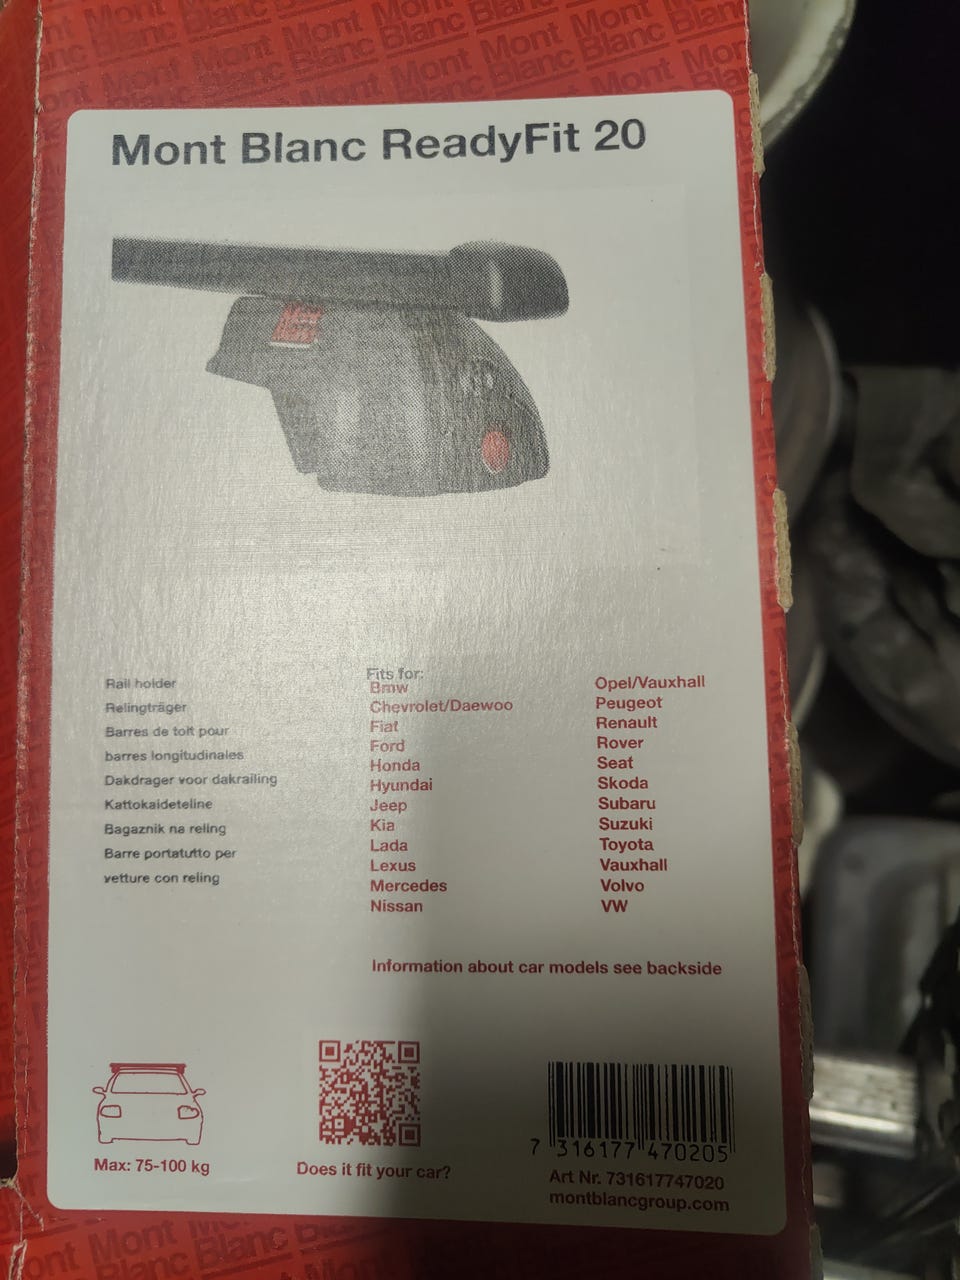 Mont Blanc ReadyFit 20
Rail holder
Relingträger
Barres de toit pour
barres longitudinales
Dakdrager voor dakrailing
Kattokaideteline
Bagaznik na reling
Barre portatutto per
vetture con reling
Fits for:
Bmw
Chevrolet/Daewoo
Fiat
Ford
Honda
Hyundai
Jeep
Kia
Lada
Lexus
Mercedes
Nissan
Opel/Vauxhall
Peugeot
Renault
Rover
Seat
Skoda
Subaru
Suzuki
Toyota
Vauxhall
Volvo
VW
Information about car models see backside
Max: 75-100 kg
Does it fit your car?
7 316177 470205
Art Nr. 731617747020
montblancgroup.com